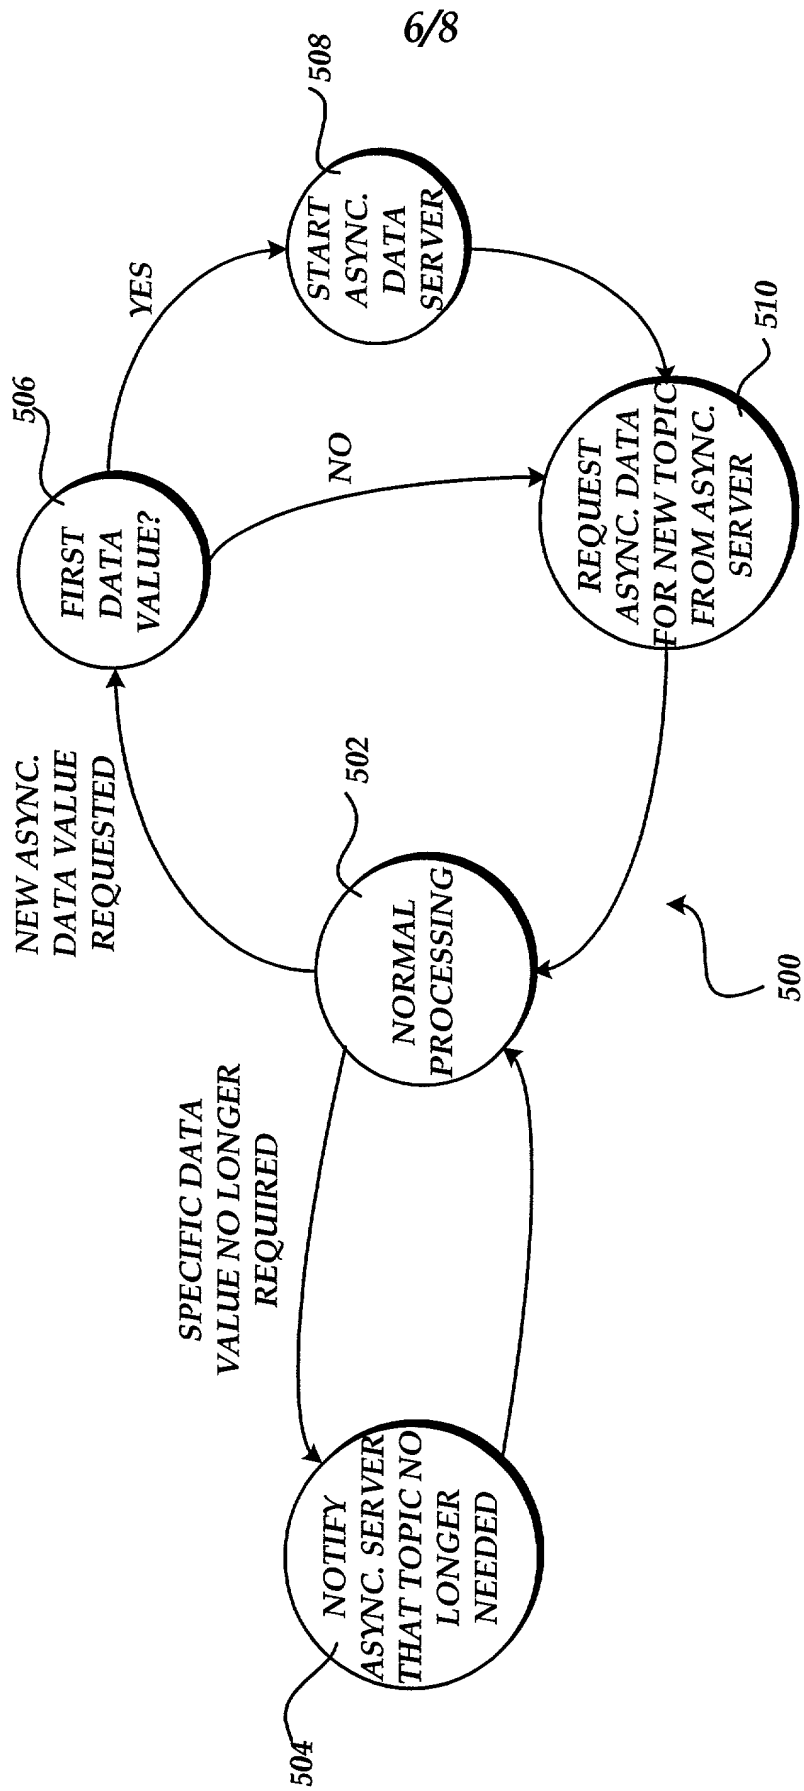 6/8
508
START
ASYNC.
DATA
SERVER
YES
506
FIRST
DATA
VALUE?
NO
510
REQUEST
ASYNC. DATA
FOR NEW TOPIC
FROM ASYNC.
SERVER
NEW ASYNC.
DATA VALUE
REQUESTED
502
NORMAL
PROCESSING
500
SPECIFIC DATA
VALUE NO LONGER
REQUIRED
504
NOTIFY
ASYNC. SERVER
THAT TOPIC NO
LONGER
NEEDED